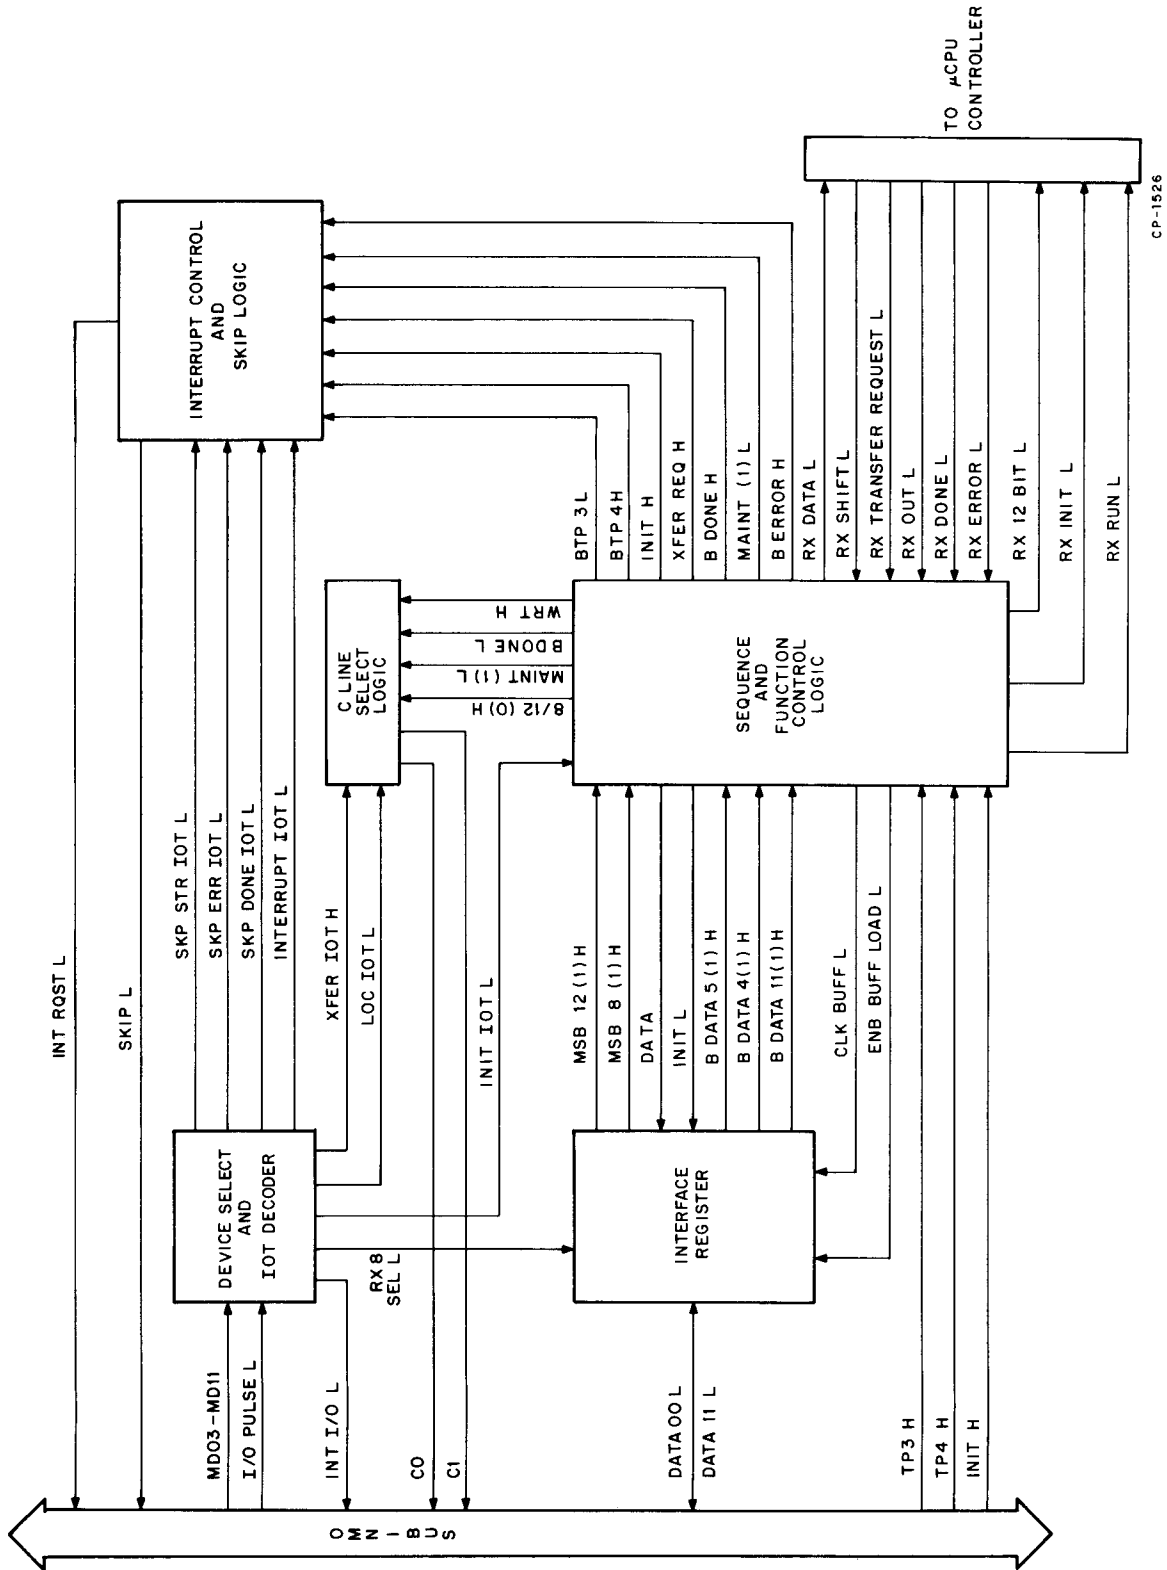 INT RQST L
SKIP L
INTERRUPT CONTROL
AND
SKIP LOGIC
SKP STR IOT L
SKP ERR IOT L
SKP DONE IOT L
INTERRUPT IOT L
DEVICE SELECT
AND
IOT DECODER
MD03-MD11
I/O PULSE L
INT I/O L
RX8
SEL L
XFER IOT H
LOC IOT L
INIT IOT L
C0
C1
C LINE
SELECT
LOGIC
8/12 (0) H
MAINT (1) L
B DONE L
WRT H
BTP 3 L
BTP 4 H
INIT H
XFER REQ H
B DONE H
MAINT (1) L
B ERROR H
OMNIBUS
DATA 00 L
DATA 11 L
INTERFACE
REGISTER
MSB 12 (1) H
MSB 8 (1) H
DATA
INIT L
B DATA 5 (1) H
B DATA 4 (1) H
B DATA 11 (1) H
CLK BUFF L
ENB BUFF LOAD L
SEQUENCE
AND
FUNCTION
CONTROL
LOGIC
RX DATA L
RX SHIFT L
RX TRANSFER REQUEST L
RX OUT L
RX DONE L
RX ERROR L
RX 12 BIT L
RX INIT L
RX RUN L
TO μCPU
CONTROLLER
TP3 H
TP4 H
INIT H
CP-1526